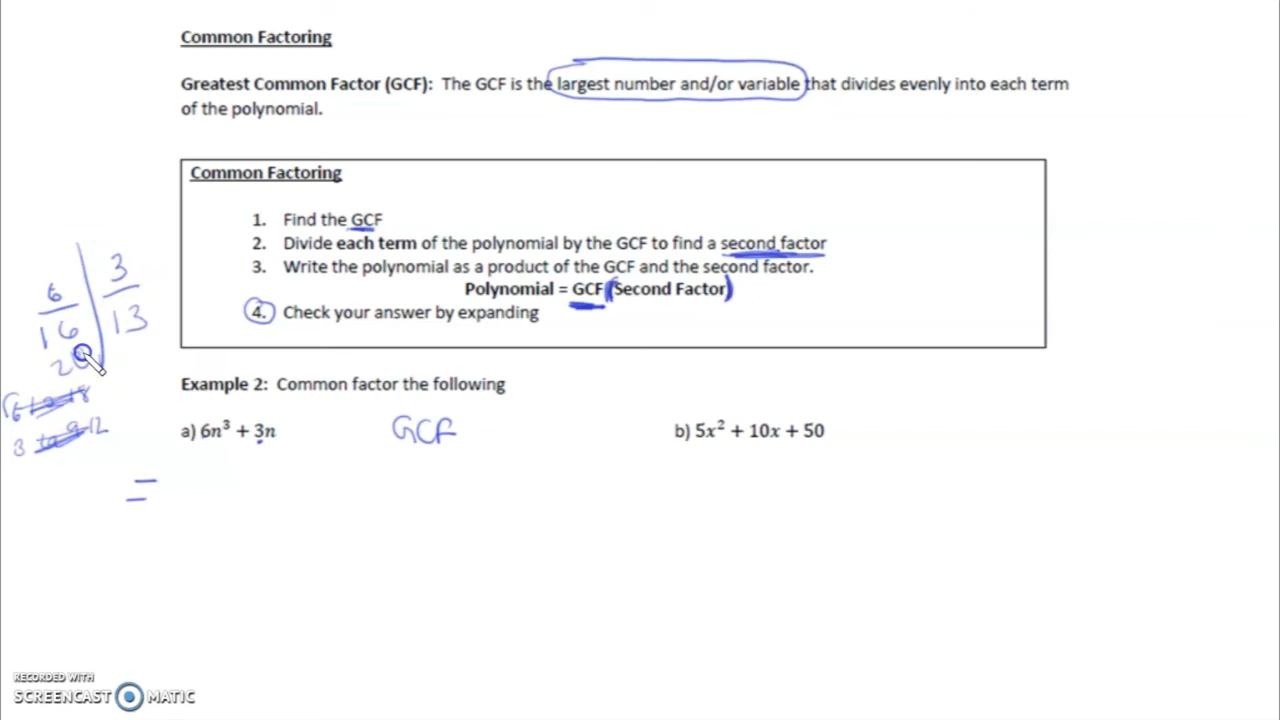 Common Factoring
Greatest Common Factor (GCF): The GCF is the largest number and/or variable that divides evenly into each term
of the polynomial.
Common Factoring
1. Find the GCF
2. Divide each term of the polynomial by the GCF to find a second factor
3. Write the polynomial as a product of the GCF and the second factor.
Polynomial = GCF (Second Factor)
4. Check your answer by expanding
6 3
16 13
2
Example 2: Common factor the following
a) 6n³ + 3n GCF b) 5x² + 10x + 50
3 12
=
RECORDED WITH
SCREENCAST MATIC